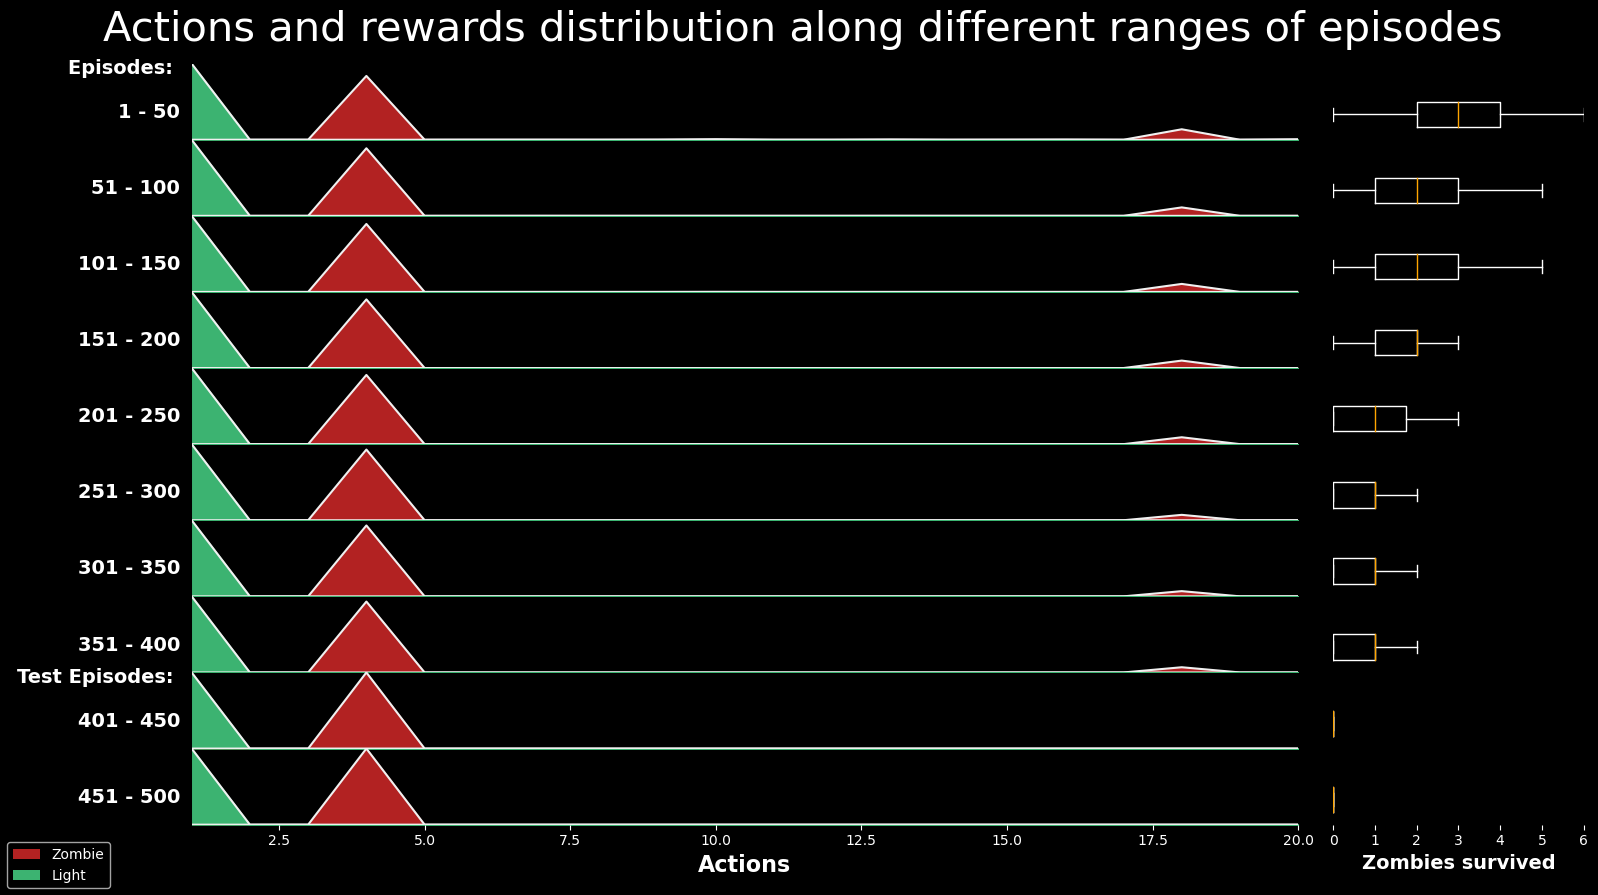 Actions and rewards distribution along different ranges of episodes
Episodes:
1 - 50
51 - 100
101 - 150
151 - 200
201 - 250
251 - 300
301 - 350
351 - 400
Test Episodes:
401 - 450
451 - 500
2.5 5.0 7.5 10.0 12.5 15.0 17.5 20.0
Actions
0 1 2 3 4 5 6
Zombies survived
Zombie
Light